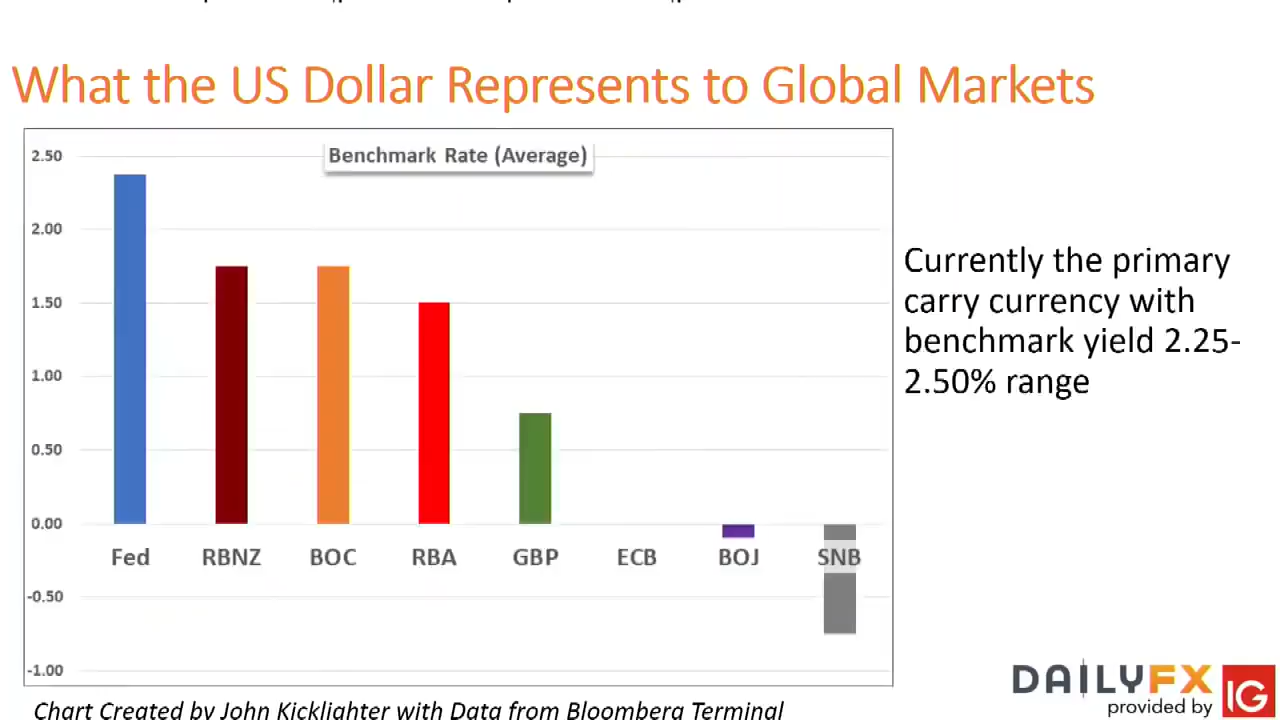 What the US Dollar Represents to Global Markets
Benchmark Rate (Average)
2.50
2.00
1.50
1.00
0.50
0.00
-0.50
-1.00
Fed RBNZ BOC RBA GBP ECB BOJ SNB
Currently the primary
carry currency with
benchmark yield 2.25-
2.50% range
DAILYFX
provided by IG
Chart Created by John Kicklighter with Data from Bloomberg Terminal